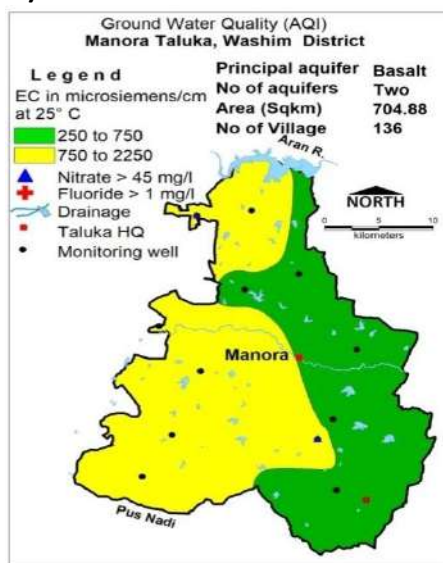 Ground Water Quality (AQI)
Manora Taluka, Washim District
Legend
EC in microsiemens/cm
at 25° C
250 to 750
750 to 2250
Nitrate > 45 mg/l
Fluoride > 1 mg/l
Drainage
Taluka HQ
Monitoring well
Principal aquifer Basalt
No of aquifers Two
Area (Sqkm) 704.88
No of Village 136
Aran R.
NORTH
0 5 10
kilometers
Manora
Pus Nadi